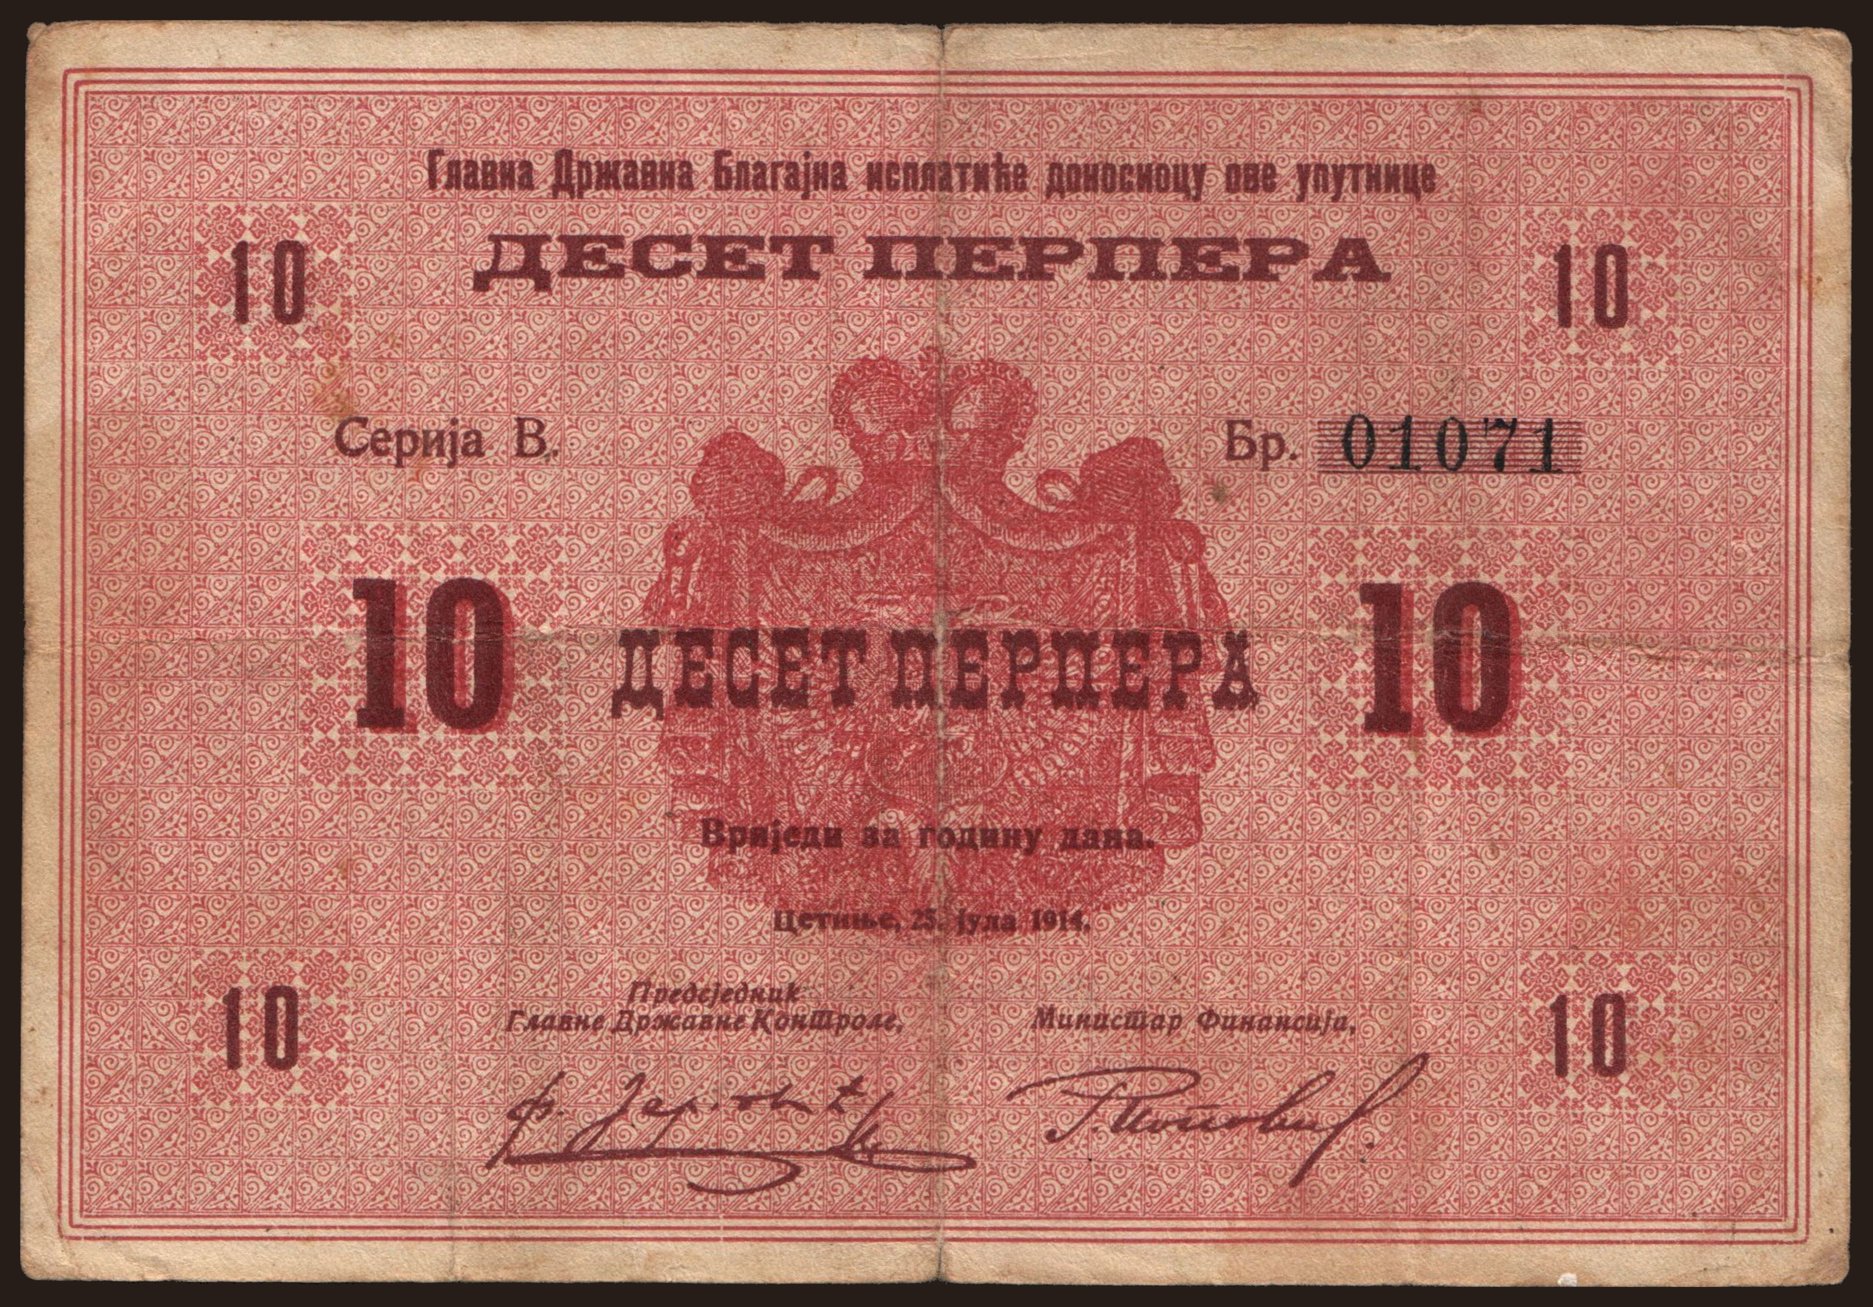 Главна Државна Благајна исплатиће доносиоцу ове упутнице
10 ДЕСЕТ ПЕРПЕРА 10
Серија В. Бр. 01071
10 ДЕСЕТ ПЕРПЕРА 10
Вриједи за годину дана.
Цетиње, 25. јула 1914.
Предсједник
Главне Државне Контроле,
Министар Финансија,
10 10